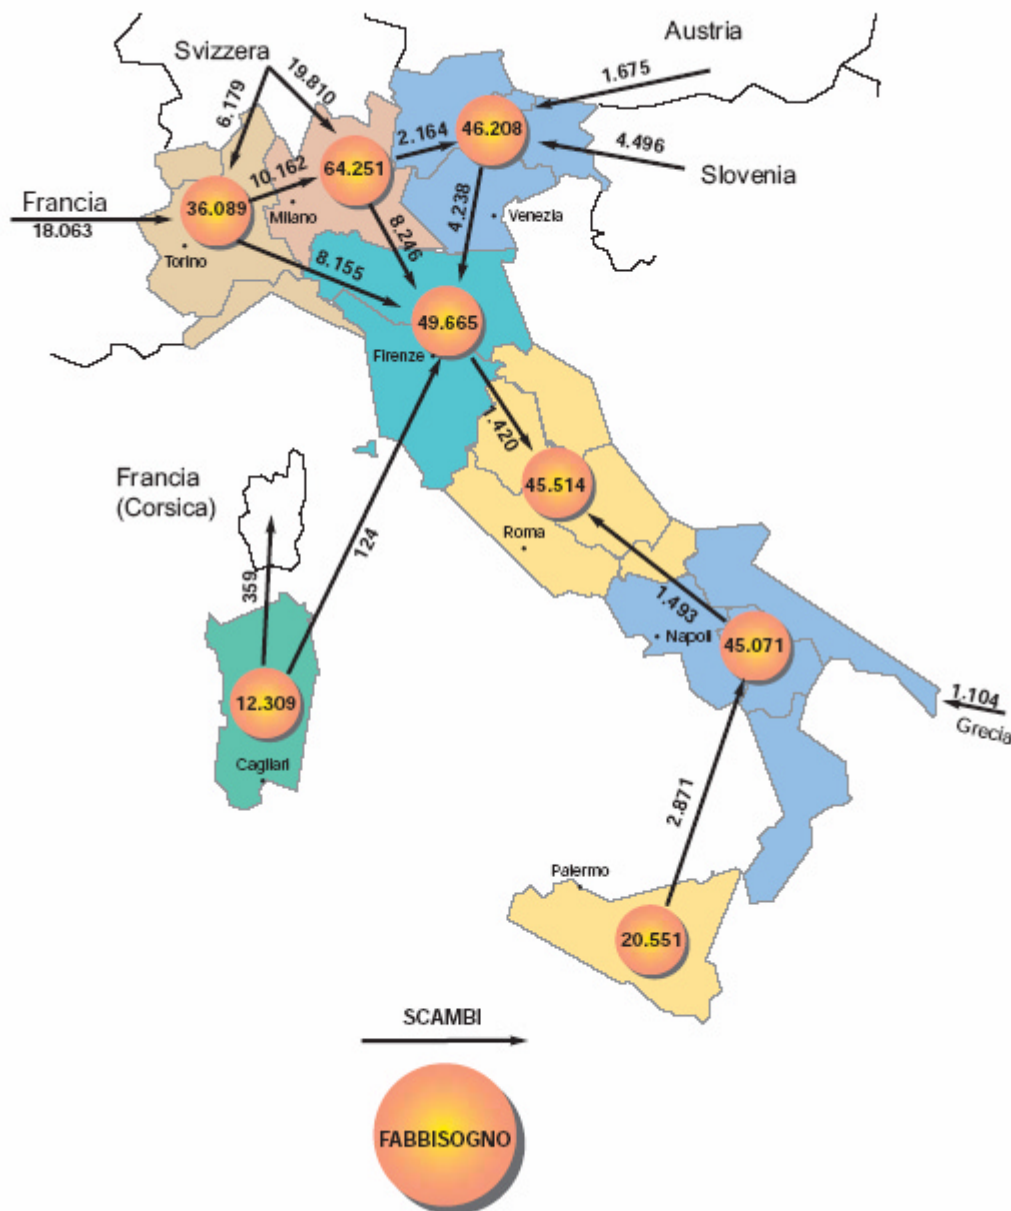 Austria
Svizzera
19.810
1.675
6.179
46.208
2.164
64.251
4.496
10.162
Slovenia
Francia
36.089
Milano
4.238
Venezia
18.063
8.246
Torino
8.155
49.665
Firenze
1.420
Francia
(Corsica)
45.514
Roma
124
359
1.493
Napoli
45.071
12.309
1.104
Grecia
Cagliari
2.871
Palermo
20.551
SCAMBI
FABBISOGNO